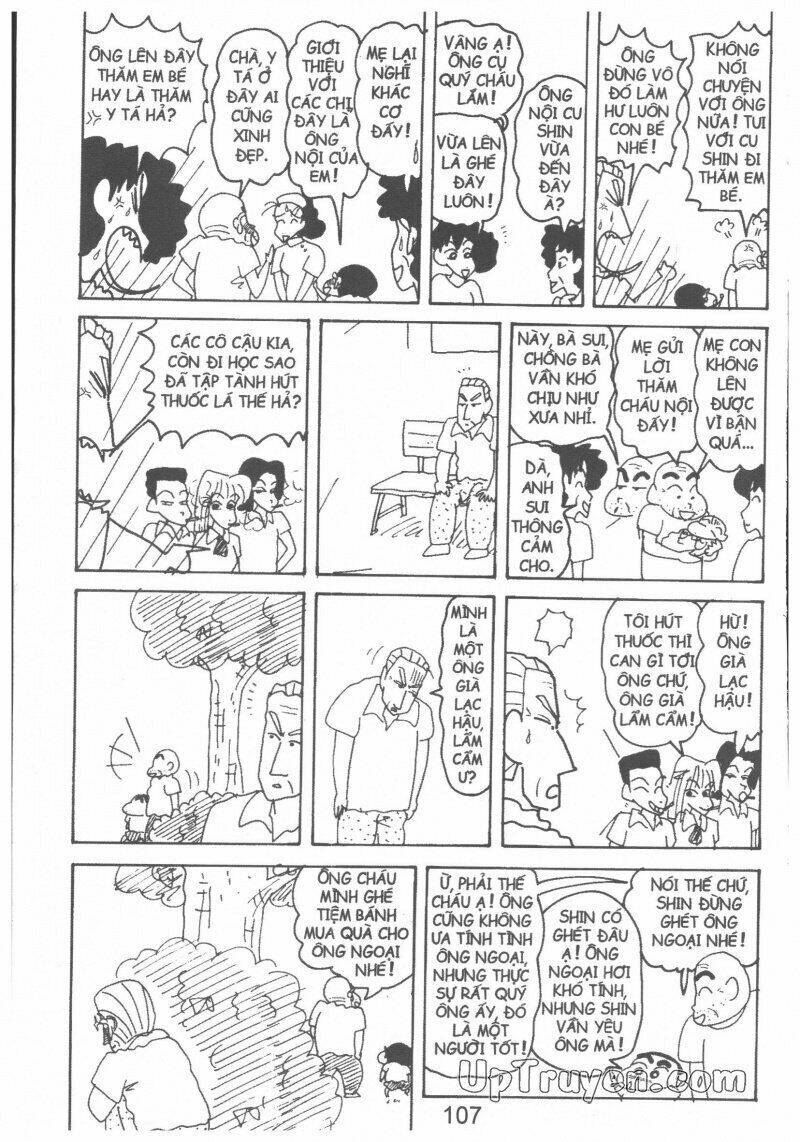 KHÔNG
NÓI
CHUYỆN
VỚI ÔNG
NỮA! TUI
VỚI CU
SHIN ĐI
THĂM EM
BÉ.
ÔNG
ĐỪNG VÔ
ĐÓ LÀM
HƯ LUÔN
CON BÉ
NHÉ!
ÔNG
NỘI CU
SHIN
VỪA
ĐẾN
ĐÂY
À?
VÂNG Ạ!
ÔNG CỤ
QUÝ CHÁU
LẮM!
VỪA LÊN
LÀ GHÉ
ĐÂY
LUÔN!
MẸ LẠI
NGHĨ
KHÁC
CƠ
ĐẤY!
GIỚI
THIỆU
VỚI
CÁC CHỊ
ĐÂY LÀ
ÔNG
NỘI CỦA
EM!
CHÀ, Y
TÁ Ở
ĐÂY AI
CŨNG
XINH
ĐẸP.
ÔNG LÊN ĐÂY
THĂM EM BÉ
HAY LÀ THĂM
Y TÁ HẢ?
MẸ CON
KHÔNG
LÊN
ĐƯỢC
VÌ BẬN
QUÁ...
MẸ GỬI
LỜI
THĂM
CHÁU NỘI
ĐẤY!
NÀY, BÀ SUI,
CHỒNG BÀ
VẪN KHÓ
CHỊU NHƯ
XƯA NHỈ.
DÀ,
ANH
SUI
THÔNG
CẢM
CHO.
CÁC CÔ CẬU KIA,
CÒN ĐI HỌC SAO
ĐÃ TẬP TÀNH HÚT
THUỐC LÁ THẾ HẢ?
HỪ!
ÔNG
GIÀ
LẠC
HẬU!
TÔI HÚT
THUỐC THÌ
CAN GÌ TỚI
ÔNG CHỨ,
ÔNG GIÀ
LẨM CẨM!
MÌNH
LÀ
MỘT
ÔNG
GIÀ
LẠC
HẬU,
LẨM
CẨM
Ư?
NÓI THẾ CHỨ,
SHIN ĐỪNG
GHÉT ÔNG
NGOẠI NHÉ!
SHIN CÓ
GHÉT ĐÂU
Ạ! ÔNG
NGOẠI HƠI
KHÓ TÍNH,
NHƯNG SHIN
VẪN YÊU
ÔNG MÀ!
Ừ, PHẢI THẾ
CHÁU Ạ! ÔNG
CŨNG KHÔNG
ƯA TÍNH TÌNH
ÔNG NGOẠI,
NHƯNG THỰC
SỰ RẤT QUÝ
ÔNG ẤY, ĐÓ
LÀ MỘT
NGƯỜI TỐT!
ÔNG CHÁU
MÌNH GHÉ
TIỆM BÁNH
MUA QUÀ CHO
ÔNG NGOẠI
NHÉ!
UpTruyen.com
107